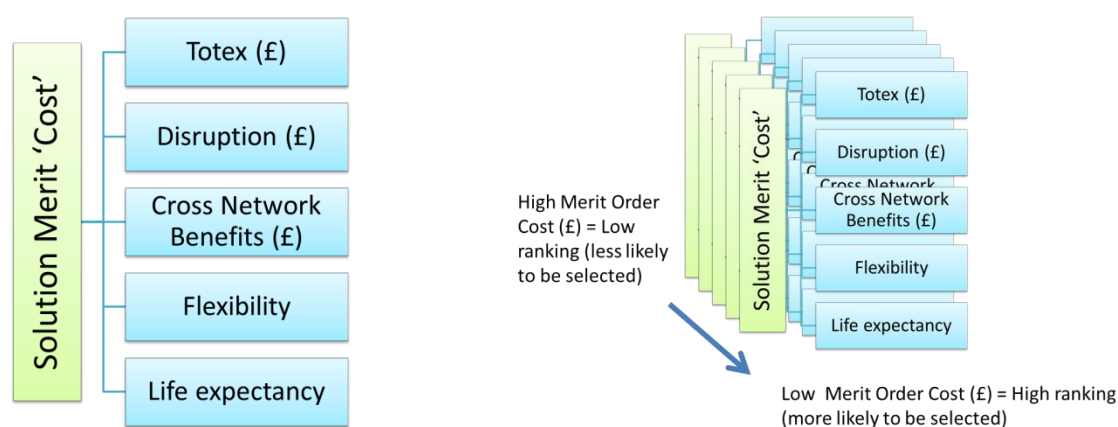 Solution Merit ‘Cost’
Totex (£)
Disruption (£)
Cross Network
Benefits (£)
Flexibility
Life expectancy
High Merit Order
Cost (£) = Low
ranking (less likely
to be selected)
Solution Merit ‘Cost’
Totex (£)
Disruption (£)
Cross Network
Cross Network
Benefits (£)
Flexibility
Life expectancy
Low  Merit Order Cost (£) = High ranking
(more likely to be selected)